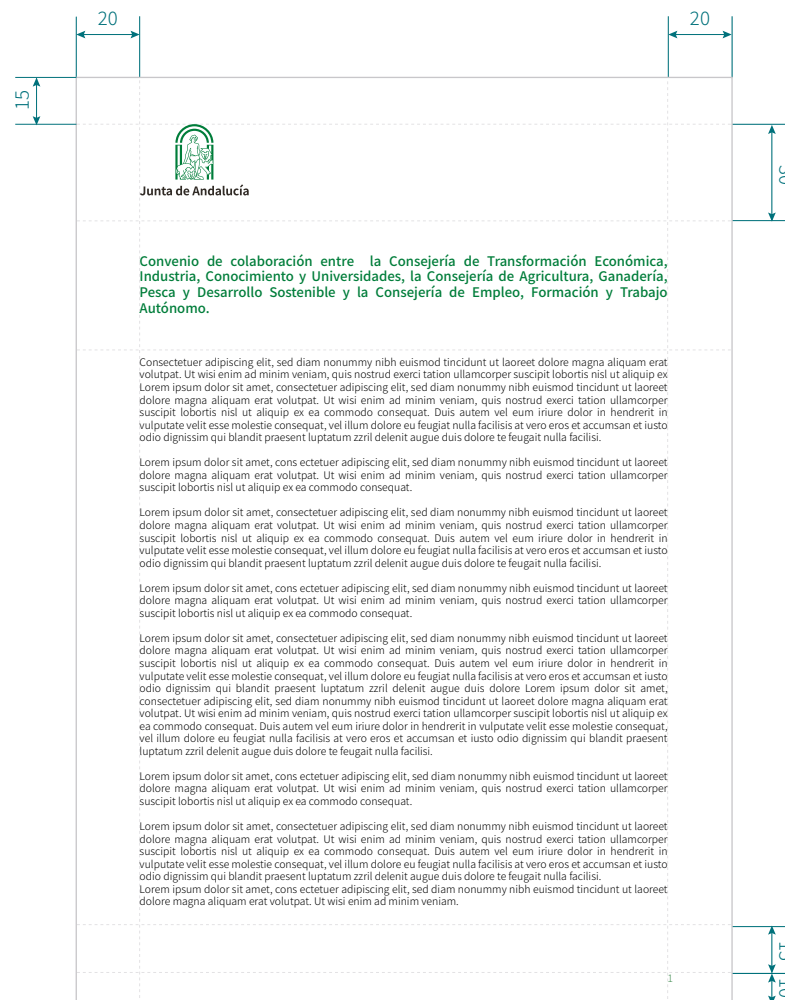 20
20
15
Junta de Andalucía
Convenio de colaboración entre la Consejería de Transformación Económica,
Industria, Conocimiento y Universidades, la Consejería de Agricultura, Ganadería,
Pesca y Desarrollo Sostenible y la Consejería de Empleo, Formación y Trabajo
Autónomo.
Consectetuer adipiscing elit, sed diam nonummy nibh euismod tincidunt ut laoreet dolore magna aliquam erat
volutpat. Ut wisi enim ad minim veniam, quis nostrud exerci tation ullamcorper suscipit lobortis nisl ut aliquip ex
Lorem ipsum dolor sit amet, consectetuer adipiscing elit, sed diam nonummy nibh euismod tincidunt ut laoreet
dolore magna aliquam erat volutpat. Ut wisi enim ad minim veniam, quis nostrud exerci tation ullamcorper
suscipit lobortis nisl ut aliquip ex ea commodo consequat. Duis autem vel eum iriure dolor in hendrerit in
vulputate velit esse molestie consequat, vel illum dolore eu feugiat nulla facilisis at vero eros et accumsan et iusto
odio dignissim qui blandit praesent luptatum zzril delenit augue duis dolore te feugait nulla facilisi.
Lorem ipsum dolor sit amet, cons ectetuer adipiscing elit, sed diam nonummy nibh euismod tincidunt ut laoreet
dolore magna aliquam erat volutpat. Ut wisi enim ad minim veniam, quis nostrud exerci tation ullamcorper
suscipit lobortis nisl ut aliquip ex ea commodo consequat.
Lorem ipsum dolor sit amet, consectetuer adipiscing elit, sed diam nonummy nibh euismod tincidunt ut laoreet
dolore magna aliquam erat volutpat. Ut wisi enim ad minim veniam, quis nostrud exerci tation ullamcorper
suscipit lobortis nisl ut aliquip ex ea commodo consequat. Duis autem vel eum iriure dolor in hendrerit in
vulputate velit esse molestie consequat, vel illum dolore eu feugiat nulla facilisis at vero eros et accumsan et iusto
odio dignissim qui blandit praesent luptatum zzril delenit augue duis dolore te feugait nulla facilisi.
Lorem ipsum dolor sit amet, consectetuer adipiscing elit, sed diam nonummy nibh euismod tincidunt ut laoreet
dolore magna aliquam erat volutpat. Ut wisi enim ad minim veniam, quis nostrud exerci tation ullamcorper
suscipit lobortis nisl ut aliquip ex ea commodo consequat.
Lorem ipsum dolor sit amet, consectetuer adipiscing elit, sed diam nonummy nibh euismod tincidunt ut laoreet
dolore magna aliquam erat volutpat. Ut wisi enim ad minim veniam, quis nostrud exerci tation ullamcorper
suscipit lobortis nisl ut aliquip ex ea commodo consequat. Duis autem vel eum iriure dolor in hendrerit in
vulputate velit esse molestie consequat, vel illum dolore eu feugiat nulla facilisis at vero eros et accumsan et iusto
odio dignissim qui blandit praesent luptatum zzril delenit augue duis dolore Lorem ipsum dolor sit amet,
consectetuer adipiscing elit, sed diam nonummy nibh euismod tincidunt ut laoreet dolore magna aliquam erat
volutpat. Ut wisi enim ad minim veniam, quis nostrud exerci tation ullamcorper suscipit lobortis nisl ut aliquip ex
ea commodo consequat. Duis autem vel eum iriure dolor in hendrerit in vulputate velit esse molestie consequat,
vel illum dolore eu feugiat nulla facilisis at vero eros et accumsan et iusto odio dignissim qui blandit praesent
luptatum zzril delenit augue duis dolore te feugait nulla facilisi.
Lorem ipsum dolor sit amet, cons ectetuer adipiscing elit, sed diam nonummy nibh euismod tincidunt ut laoreet
dolore magna aliquam erat volutpat. Ut wisi enim ad minim veniam, quis nostrud exerci tation ullamcorper
suscipit lobortis nisl ut aliquip ex ea commodo consequat.
Lorem ipsum dolor sit amet, consectetuer adipiscing elit, sed diam nonummy nibh euismod tincidunt ut laoreet
dolore magna aliquam erat volutpat. Ut wisi enim ad minim veniam, quis nostrud exerci tation ullamcorper
suscipit lobortis nisl ut aliquip ex ea commodo consequat. Duis autem vel eum iriure dolor in hendrerit in
vulputate velit esse molestie consequat, vel illum dolore eu feugiat nulla facilisis at vero eros et accumsan et iusto
odio dignissim qui blandit praesent luptatum zzril delenit augue duis dolore te feugait nulla facilisi.
Lorem ipsum dolor sit amet, consectetuer adipiscing elit, sed diam nonummy nibh euismod tincidunt ut laoreet
dolore magna aliquam erat volutpat. Ut wisi enim ad minim veniam.
1